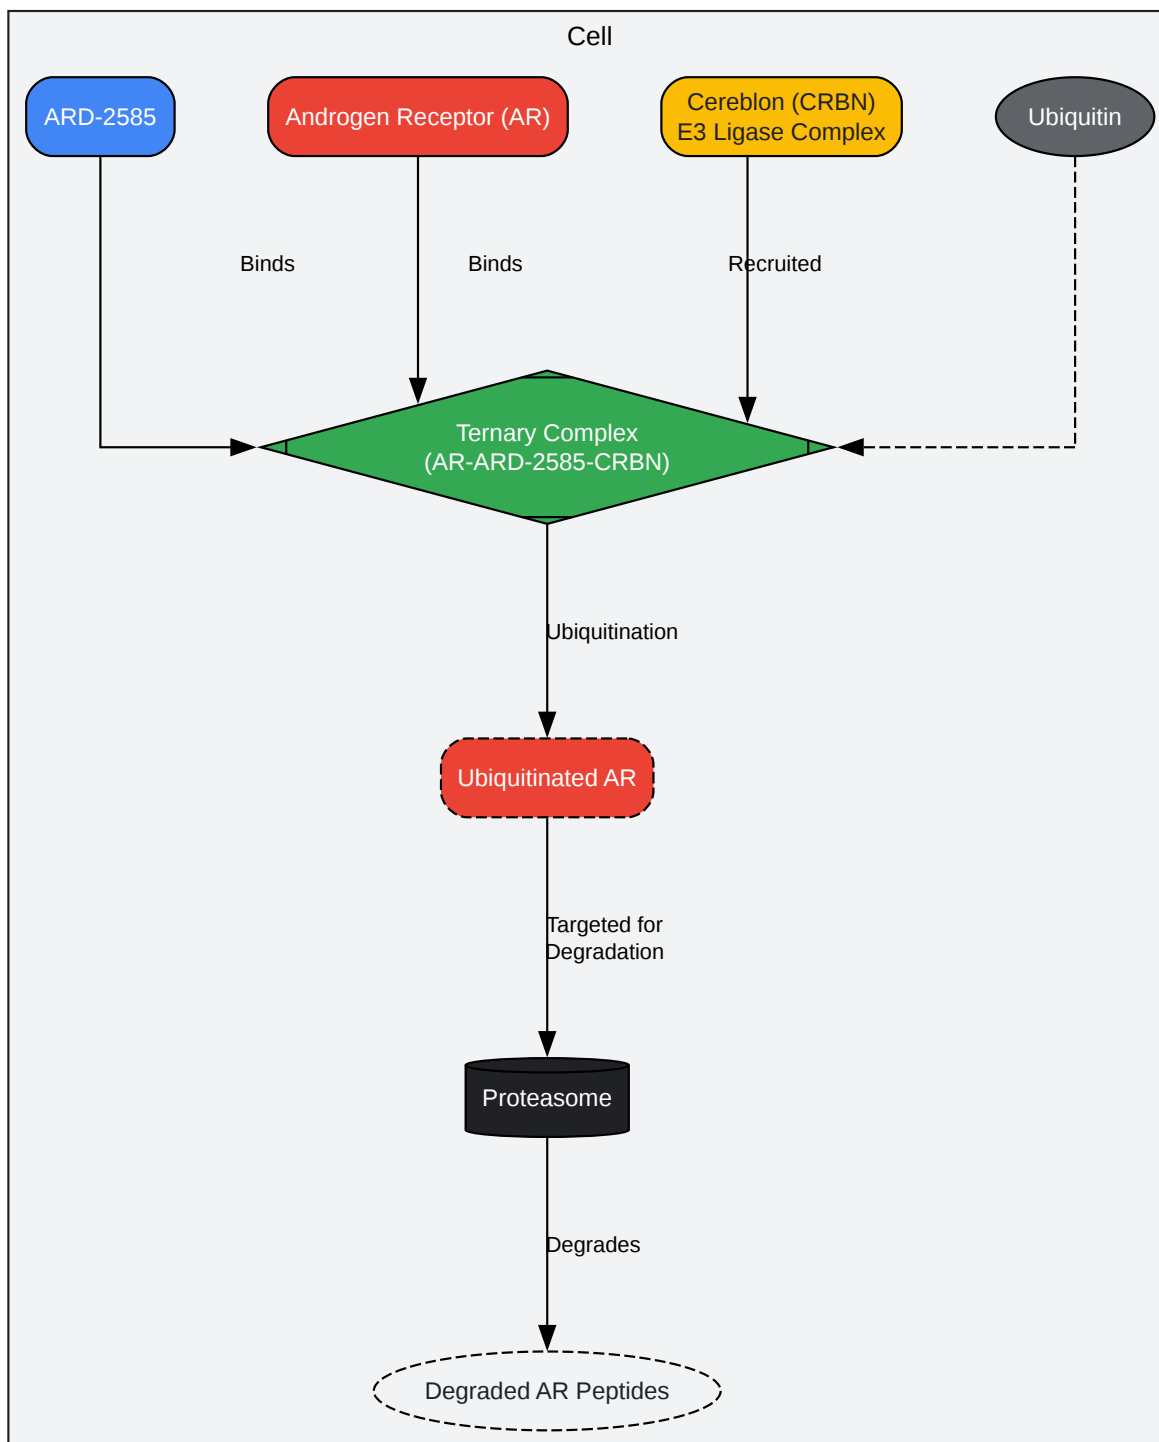 Cell
ARD-2585
Androgen Receptor (AR)
Cereblon (CRBN)
E3 Ligase Complex
Ubiquitin
Binds
Binds
Recruited
Ternary Complex
(AR-ARD-2585-CRBN)
Ubiquitination
Ubiquitinated AR
Targeted for
Degradation
Proteasome
Degrades
Degraded AR Peptides